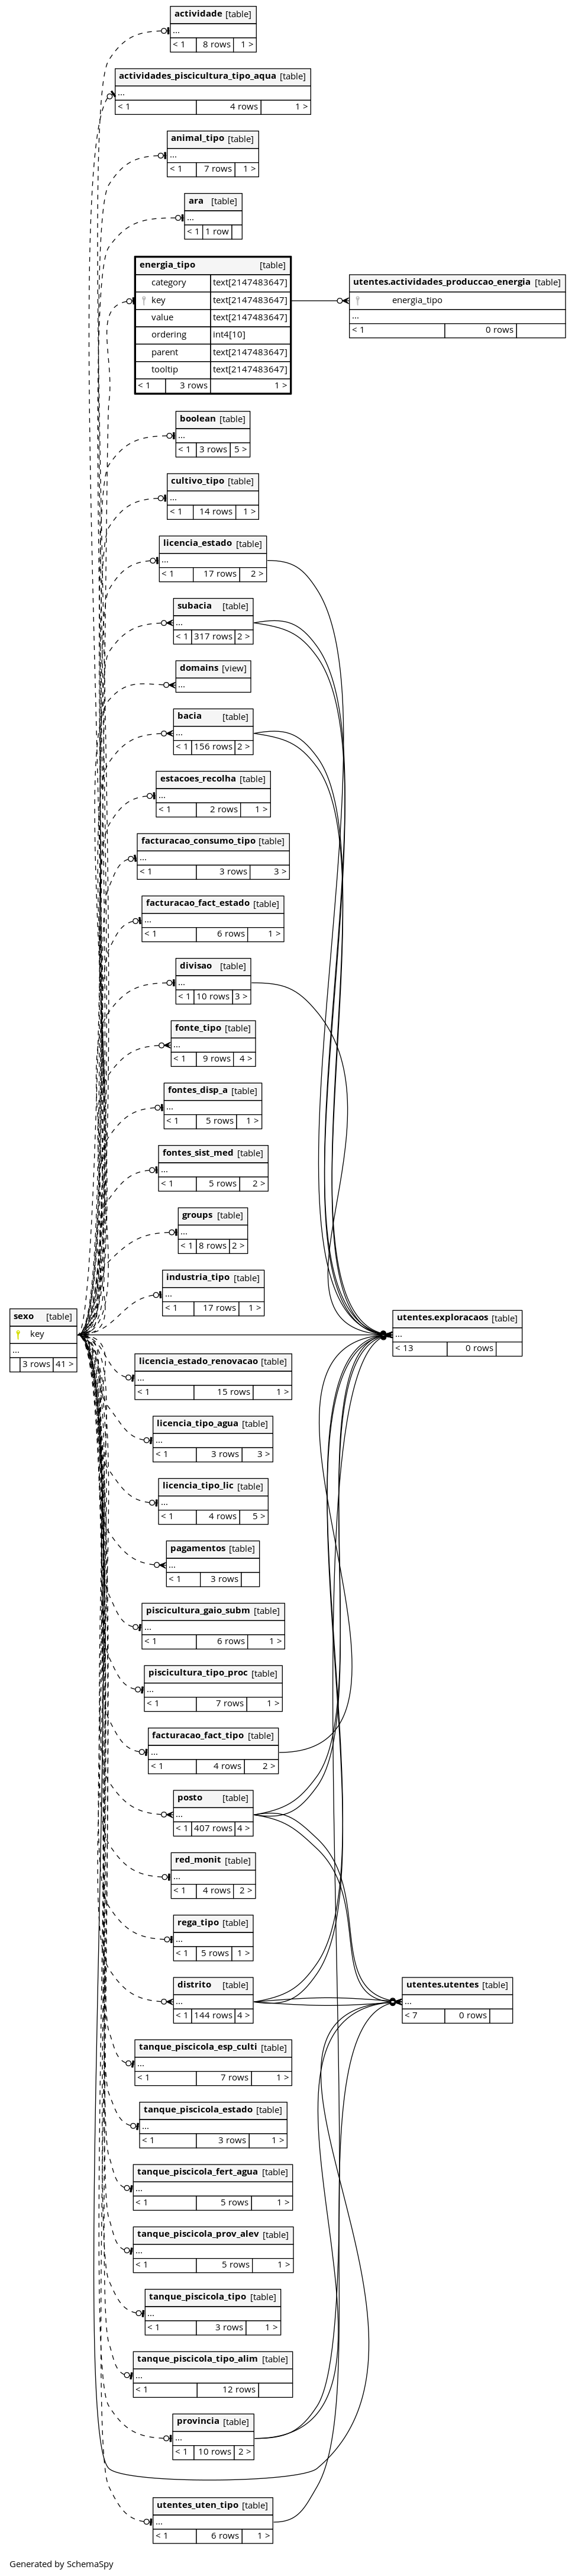 actividade [table]
...
< 1 8 rows 1 >
actividades_piscicultura_tipo_aqua [table]
...
< 1 4 rows 1 >
animal_tipo [table]
...
< 1 7 rows 1 >
ara [table]
...
< 1 1 row
energia_tipo [table]
category text[2147483647]
key text[2147483647]
value text[2147483647]
ordering int4[10]
parent text[2147483647]
tooltip text[2147483647]
< 1 3 rows 1 >
utentes.actividades_produccao_energia [table]
energia_tipo
...
< 1 0 rows
boolean [table]
...
< 1 3 rows 5 >
cultivo_tipo [table]
...
< 1 14 rows 1 >
licencia_estado [table]
...
< 1 17 rows 2 >
subacia [table]
...
< 1 317 rows 2 >
domains [view]
...
bacia [table]
...
< 1 156 rows 2 >
estacoes_recolha [table]
...
< 1 2 rows 1 >
facturacao_consumo_tipo [table]
...
< 1 3 rows 3 >
facturacao_fact_estado [table]
...
< 1 6 rows 1 >
divisao [table]
...
< 1 10 rows 3 >
fonte_tipo [table]
...
< 1 9 rows 4 >
fontes_disp_a [table]
...
< 1 5 rows 1 >
fontes_sist_med [table]
...
< 1 5 rows 2 >
groups [table]
...
< 1 8 rows 2 >
industria_tipo [table]
...
< 1 17 rows 1 >
sexo [table]
key
...
3 rows 41 >
utentes.exploracaos [table]
...
< 13 0 rows
licencia_estado_renovacao [table]
...
< 1 15 rows 1 >
licencia_tipo_agua [table]
...
< 1 3 rows 3 >
licencia_tipo_lic [table]
...
< 1 4 rows 5 >
pagamentos [table]
...
< 1 3 rows
piscicultura_gaio_subm [table]
...
< 1 6 rows 1 >
piscicultura_tipo_proc [table]
...
< 1 7 rows 1 >
facturacao_fact_tipo [table]
...
< 1 4 rows 2 >
posto [table]
...
< 1 407 rows 4 >
red_monit [table]
...
< 1 4 rows 2 >
rega_tipo [table]
...
< 1 5 rows 1 >
distrito [table]
...
< 1 144 rows 4 >
utentes.utentes [table]
...
< 7 0 rows
tanque_piscicola_esp_culti [table]
...
< 1 7 rows 1 >
tanque_piscicola_estado [table]
...
< 1 3 rows 1 >
tanque_piscicola_fert_agua [table]
...
< 1 5 rows 1 >
tanque_piscicola_prov_alev [table]
...
< 1 5 rows 1 >
tanque_piscicola_tipo [table]
...
< 1 3 rows 1 >
tanque_piscicola_tipo_alim [table]
...
< 1 12 rows
provincia [table]
...
< 1 10 rows 2 >
utentes_uten_tipo [table]
...
< 1 6 rows 1 >
Generated by SchemaSpy